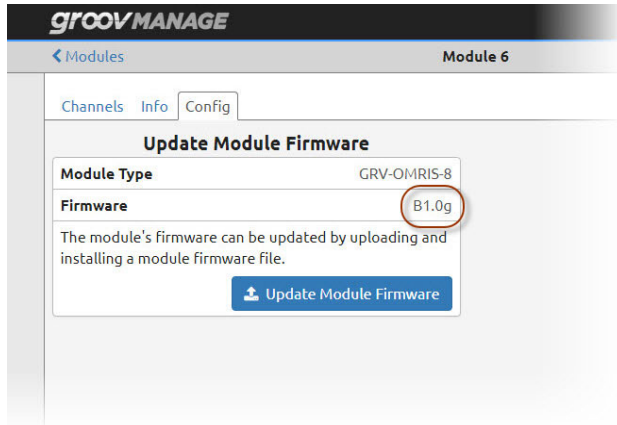 groov MANAGE
Modules Module 6
Channels Info Config
Update Module Firmware
Module Type GRV-OMRIS-8
Firmware B1.0g
The module's firmware can be updated by uploading and
installing a module firmware file.
Update Module Firmware